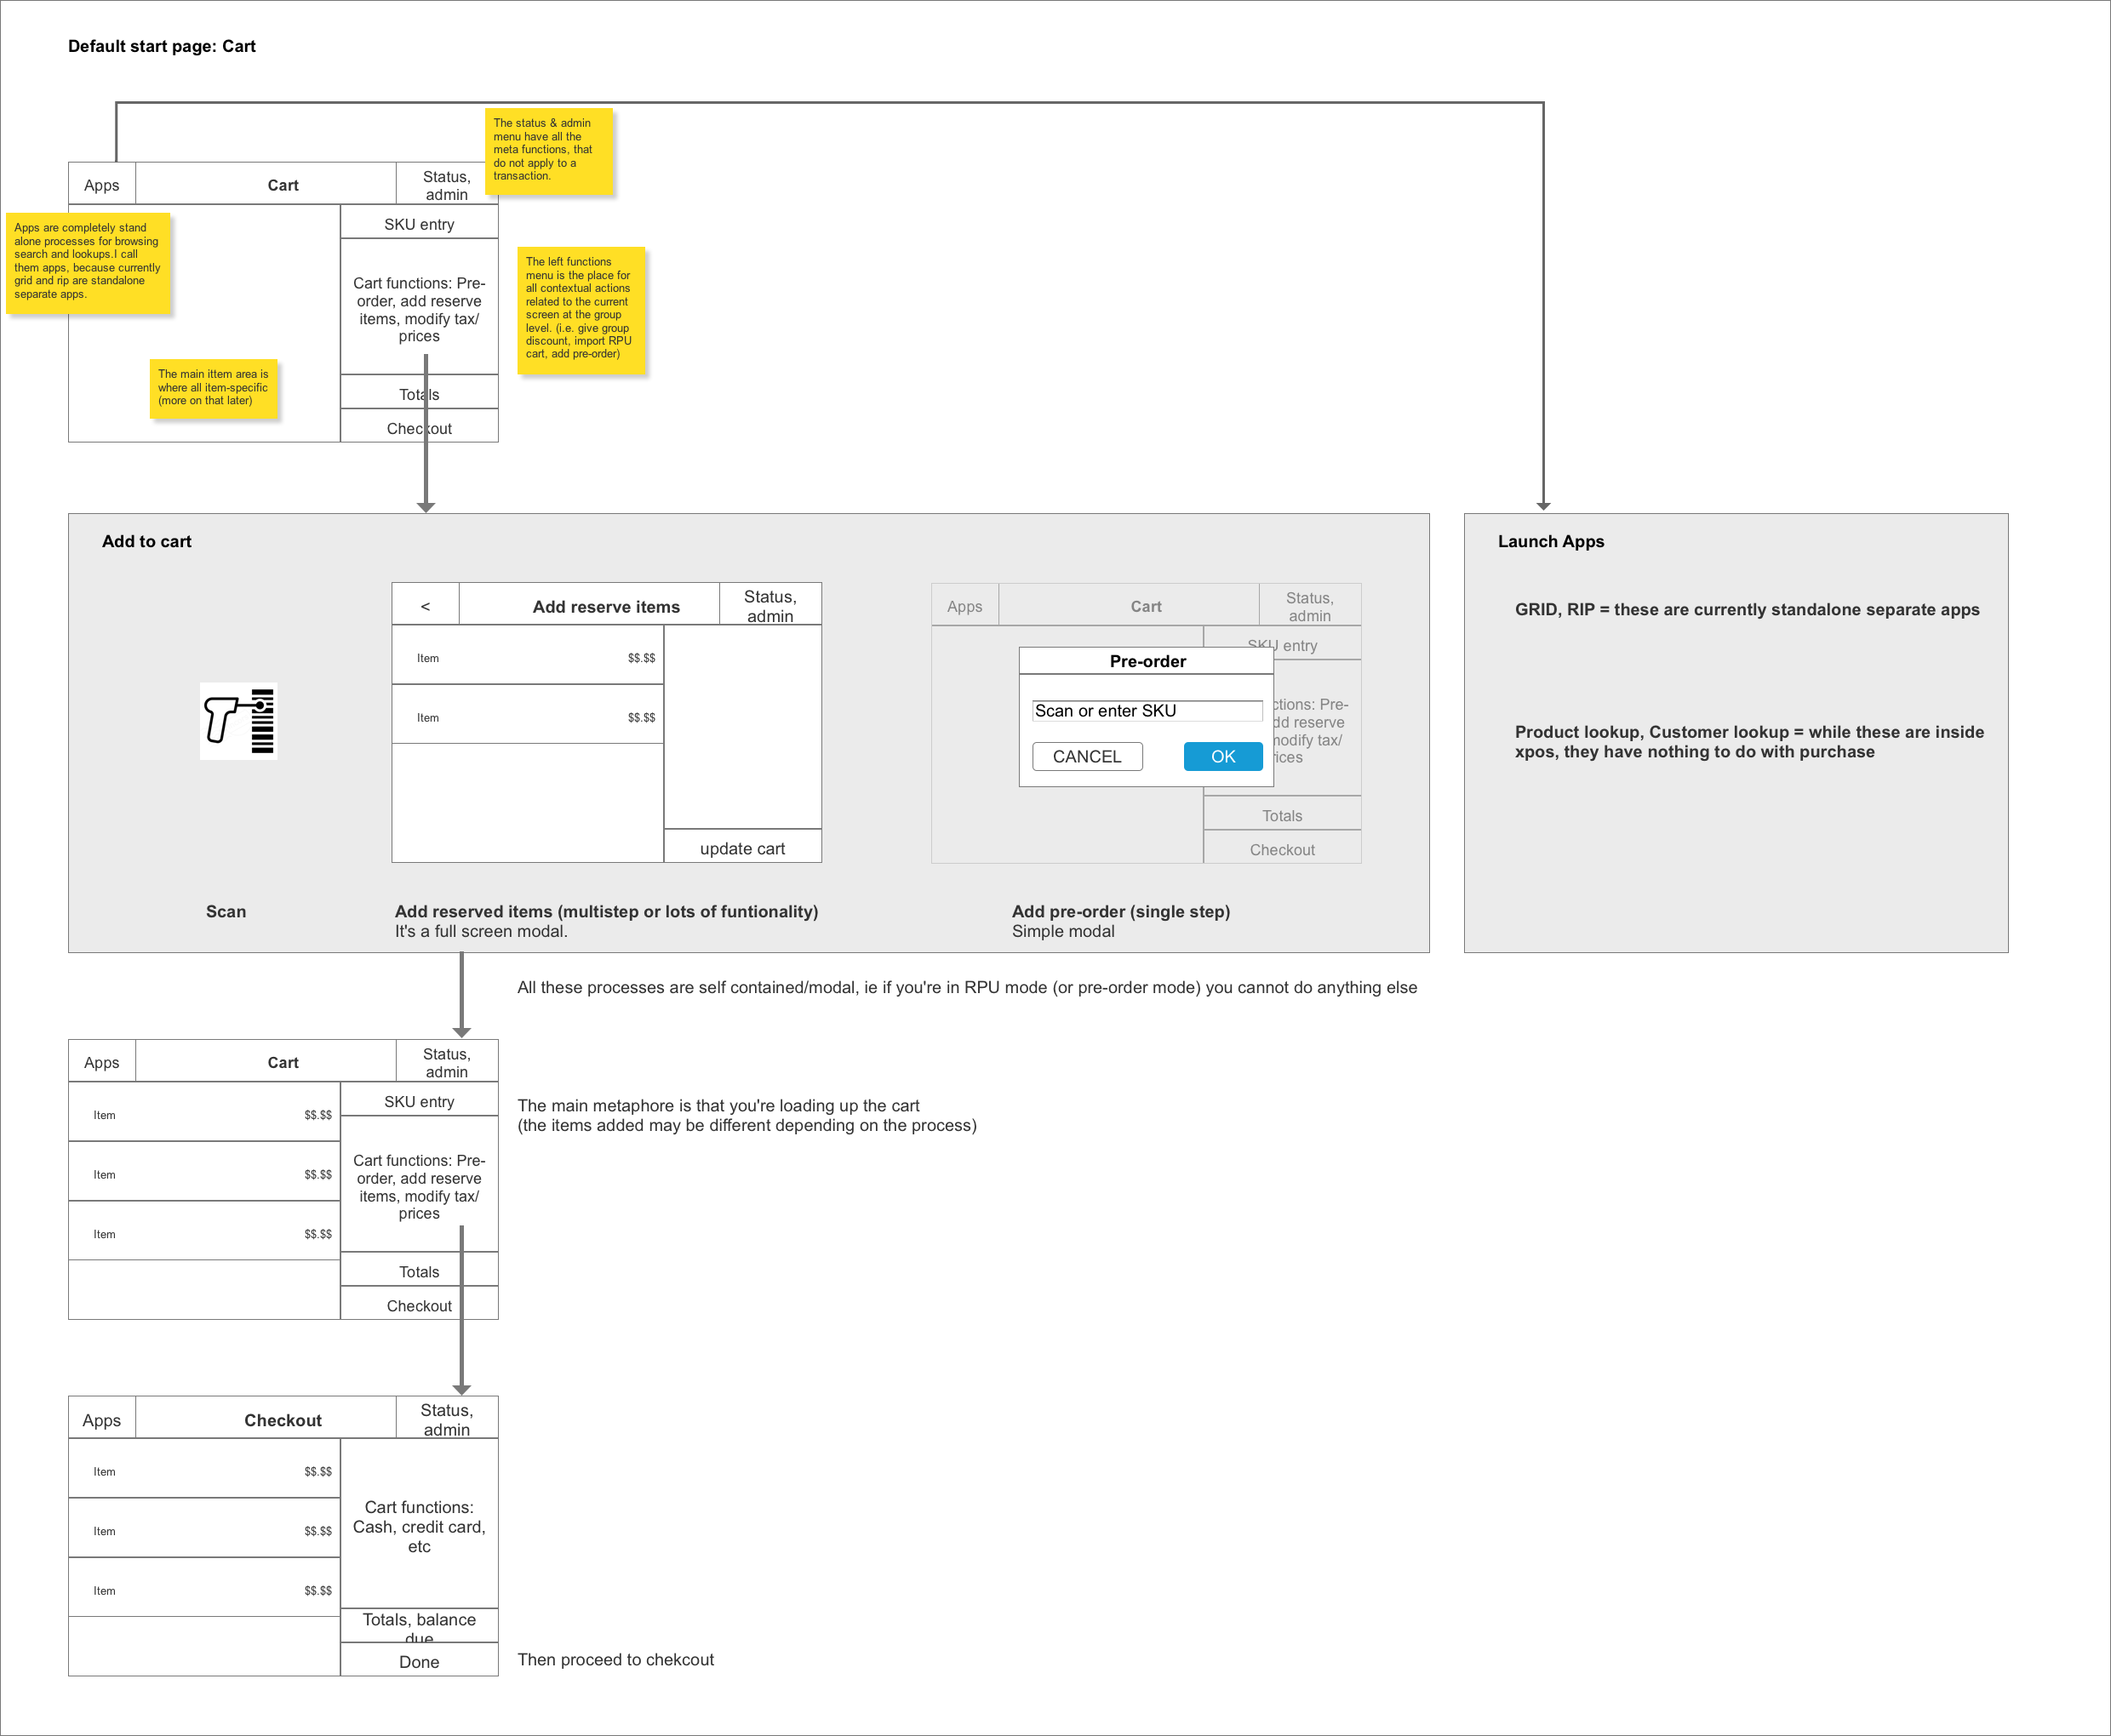 Default start page: Cart
The status & admin
menu have all the
meta functions, that
do not apply to a
transaction.
Apps
Cart
Status,
admin
SKU entry
Apps are completely stand
alone processes for browsing
search and lookups.I call
them apps, because currently
grid and rip are standalone
separate apps.
The left functions
menu is the place for
all contextual actions
related to the current
screen at the group
level. (i.e. give group
discount, import RPU
cart, add pre-order)
Cart functions: Pre-
order, add reserve
items, modify tax/
prices
The main ittem area is
where all item-specific
(more on that later)
Totals
Checkout
Add to cart
<
Add reserve items
Status,
admin
Item
$$.$$
Item
$$.$$
update cart
Apps
Cart
Status,
admin
SKU entry
Pre-order
Scan or enter SKU
CANCEL
OK
ctions: Pre-
dd reserve
modify tax/
rices
Totals
Checkout
Scan
Add reserved items (multistep or lots of funtionality)
It's a full screen modal.
Add pre-order (single step)
Simple modal
Launch Apps
GRID, RIP = these are currently standalone separate apps
Product lookup, Customer lookup = while these are inside
xpos, they have nothing to do with purchase
All these processes are self contained/modal, ie if you're in RPU mode (or pre-order mode) you cannot do anything else
Apps
Cart
Status,
admin
Item
$$.$$
Item
$$.$$
Item
$$.$$
SKU entry
Cart functions: Pre-
order, add reserve
items, modify tax/
prices
Totals
Checkout
The main metaphore is that you're loading up the cart
(the items added may be different depending on the process)
Apps
Checkout
Status,
admin
Item
$$.$$
Item
$$.$$
Item
$$.$$
Cart functions:
Cash, credit card,
etc
Totals, balance
due
Done
Then proceed to chekcout